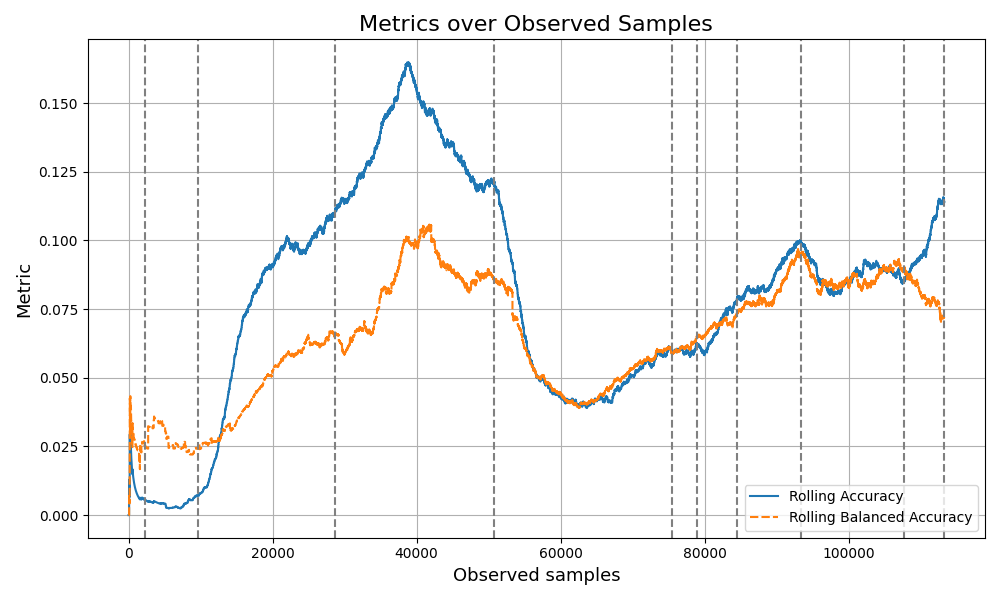 Metrics over Observed Samples
Metric
0.150
0.125
0.100
0.075
0.050
0.025
0.000
0
20000
40000
60000
80000
100000
Observed samples
Rolling Accuracy
Rolling Balanced Accuracy